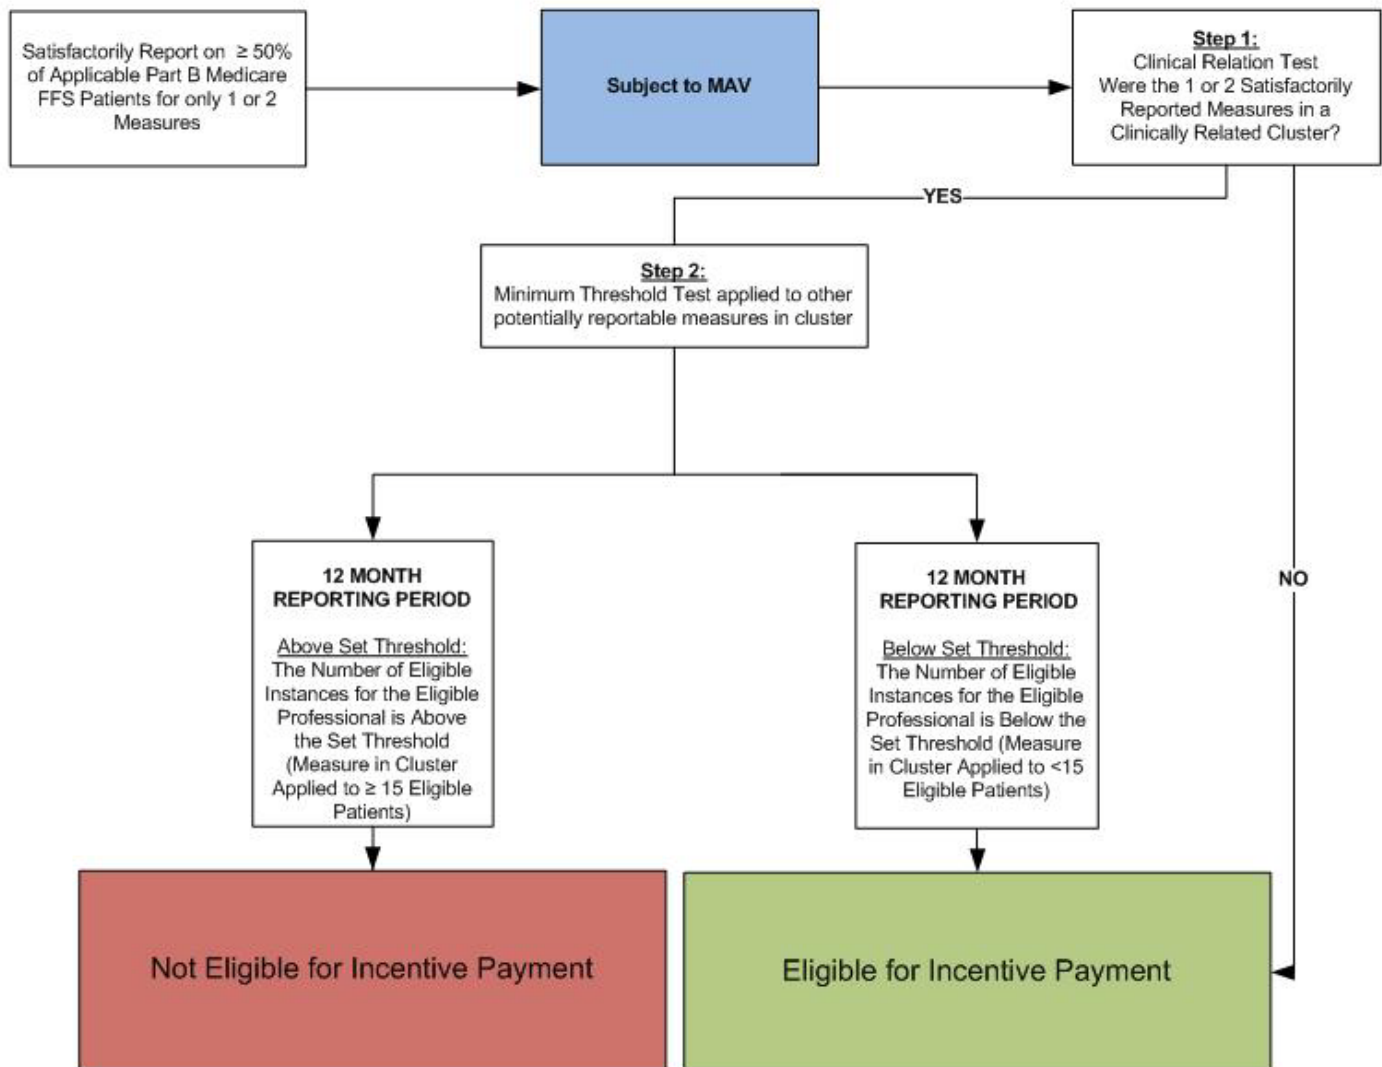 Satisfactorily Report on ≥ 50%
of Applicable Part B Medicare
FFS Patients for only 1 or 2
Measures
Subject to MAV
Step 1:
Clinical Relation Test
Were the 1 or 2 Satisfactorily
Reported Measures in a
Clinically Related Cluster?
YES
Step 2:
Minimum Threshold Test applied to other
potentially reportable measures in cluster
12 MONTH
REPORTING PERIOD
Above Set Threshold:
The Number of Eligible
Instances for the Eligible
Professional is Above
the Set Threshold
(Measure in Cluster
Applied to ≥ 15 Eligible
Patients)
12 MONTH
REPORTING PERIOD
Below Set Threshold:
The Number of Eligible
Instances for the Eligible
Professional is Below the
Set Threshold (Measure
in Cluster Applied to <15
Eligible Patients)
NO
Not Eligible for Incentive Payment
Eligible for Incentive Payment